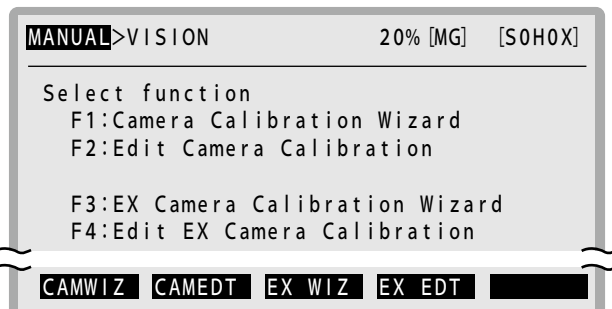 MANUAL>VISION 20% [MG] [S0H0X]
Select function
F1:Camera Calibration Wizard
F2:Edit Camera Calibration
F3:EX Camera Calibration Wizard
F4:Edit EX Camera Calibration
CAMWIZ CAMEDT EX WIZ EX EDT